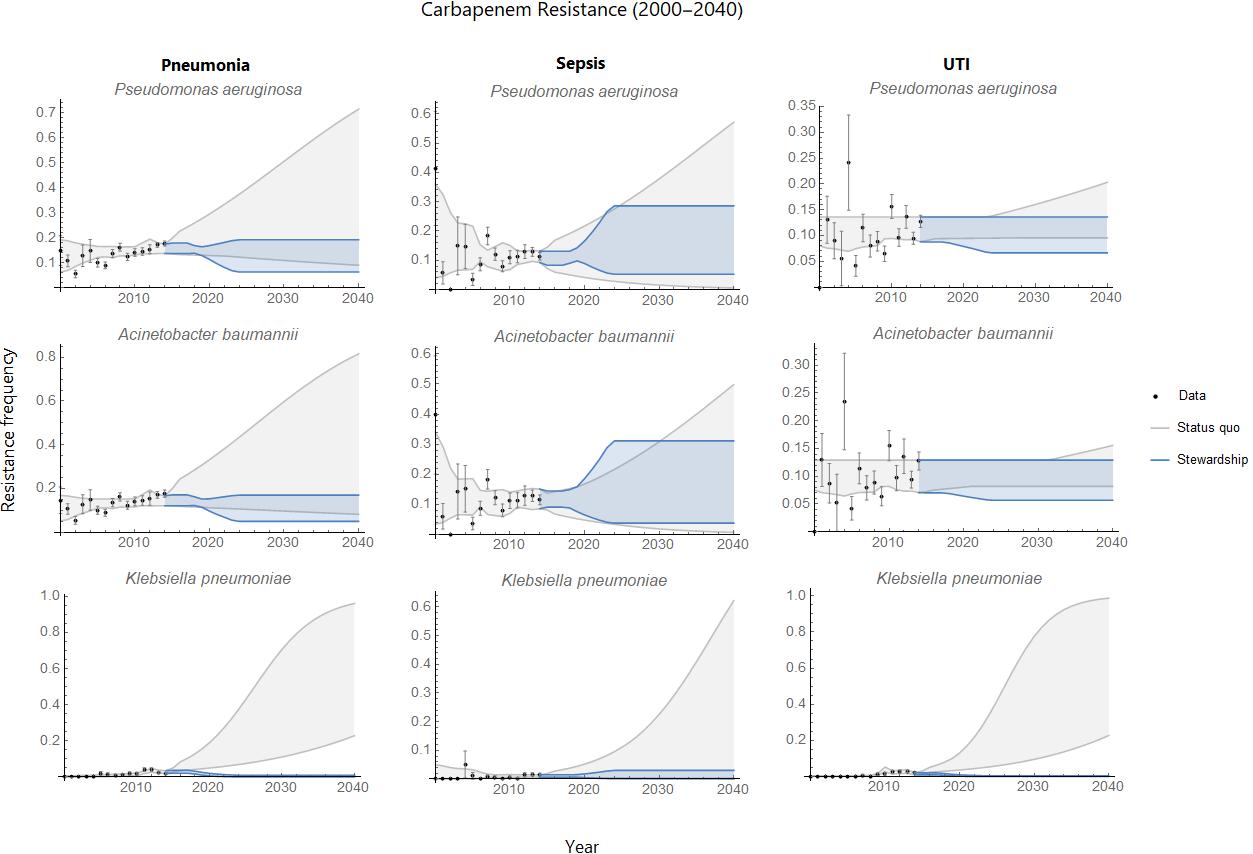 Carbapenem Resistance (2000–2040)
Pneumonia
Sepsis
UTI
Pseudomonas aeruginosa
Pseudomonas aeruginosa
Pseudomonas aeruginosa
0.7
0.6
0.5
0.4
0.3
0.2
0.1
2010 2020 2030 2040
0.6
0.5
0.4
0.3
0.2
0.1
2010 2020 2030 2040
0.35
0.30
0.25
0.20
0.15
0.10
0.05
2010 2020 2030 2040
Resistance frequency
Acinetobacter baumannii
Acinetobacter baumannii
Acinetobacter baumannii
0.8
0.6
0.4
0.2
2010 2020 2030 2040
0.6
0.5
0.4
0.3
0.2
0.1
2010 2020 2030 2040
0.30
0.25
0.20
0.15
0.10
0.05
2010 2020 2030 2040
Data
Status quo
Stewardship
Klebsiella pneumoniae
Klebsiella pneumoniae
Klebsiella pneumoniae
1.0
0.8
0.6
0.4
0.2
2010 2020 2030 2040
0.6
0.5
0.4
0.3
0.2
0.1
2010 2020 2030 2040
1.0
0.8
0.6
0.4
0.2
2010 2020 2030 2040
Year